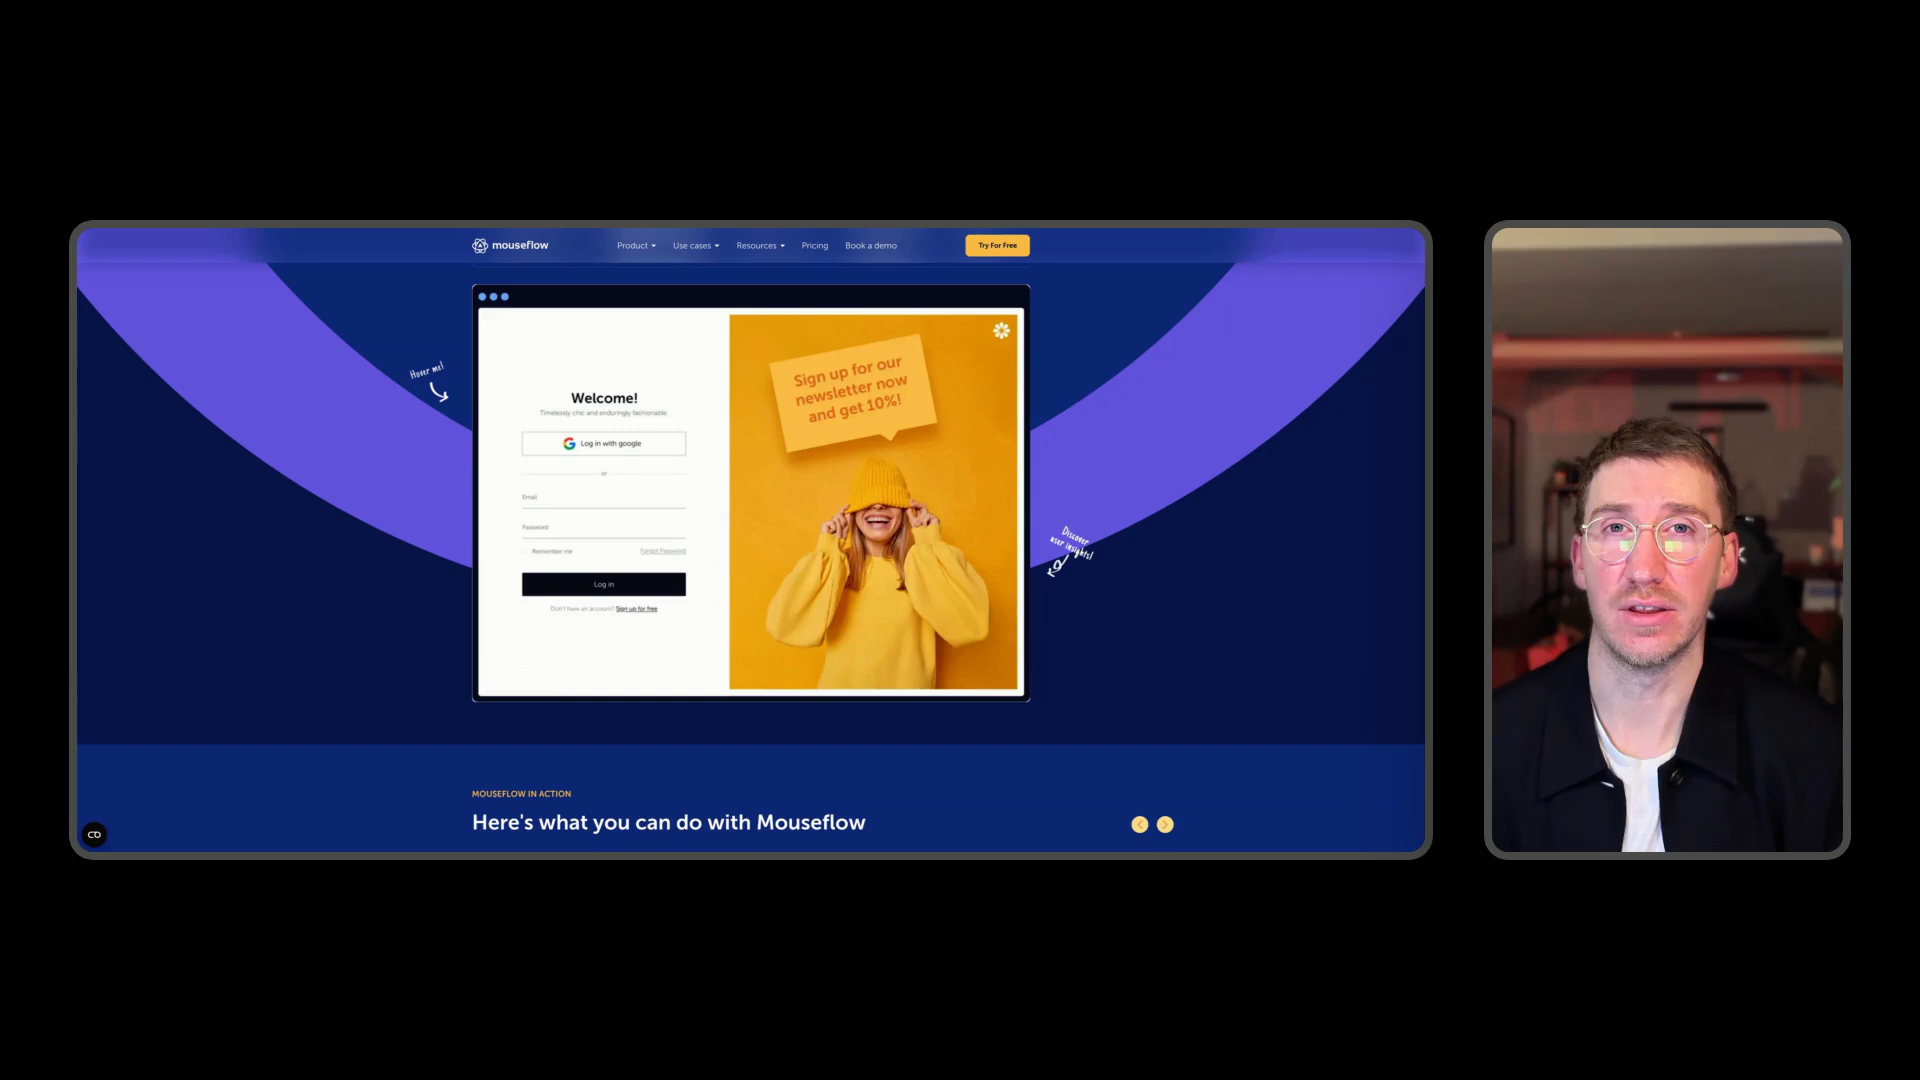 mouseflow
Product
Use cases
Resources
Pricing
Book a demo
Try For Free
Hover me!
Welcome!
Timelessly chic and enduringly fashionable.
Log in with google
or
Email
Password
Remember me
Forgot Password
Log in
Don't have an account? Sign up for free
Sign up for our
newsletter now
and get 10%!
Discover
user insights!
MOUSEFLOW IN ACTION
Here's what you can do with Mouseflow